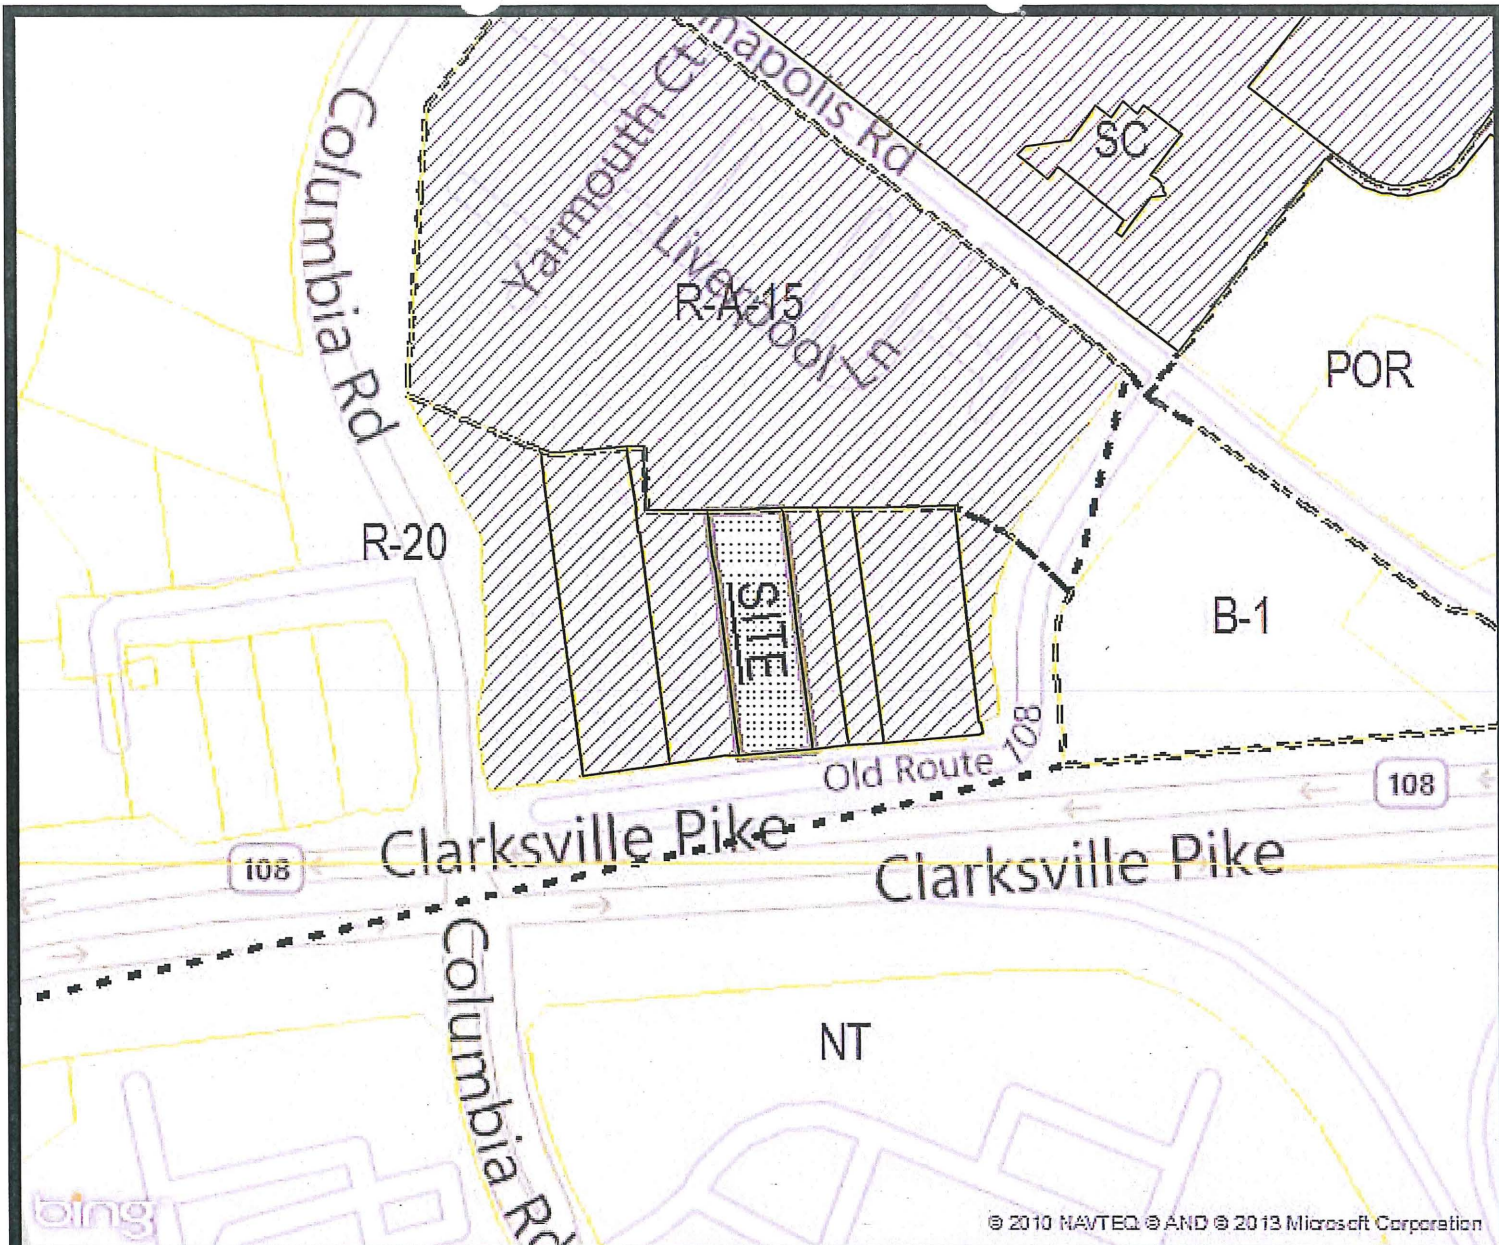 nnapolis Rd
Yarmouth Ct
Columbia Rd
SC
Liverpool Ln
R-A-15
POR
R-20
SITE
B-1
Old Route 108
108
Clarksville Pike
108
Clarksville Pike
Columbia Rd
NT
bing
© 2010 NAVTEQ © AND © 2013 Microsoft Corporation